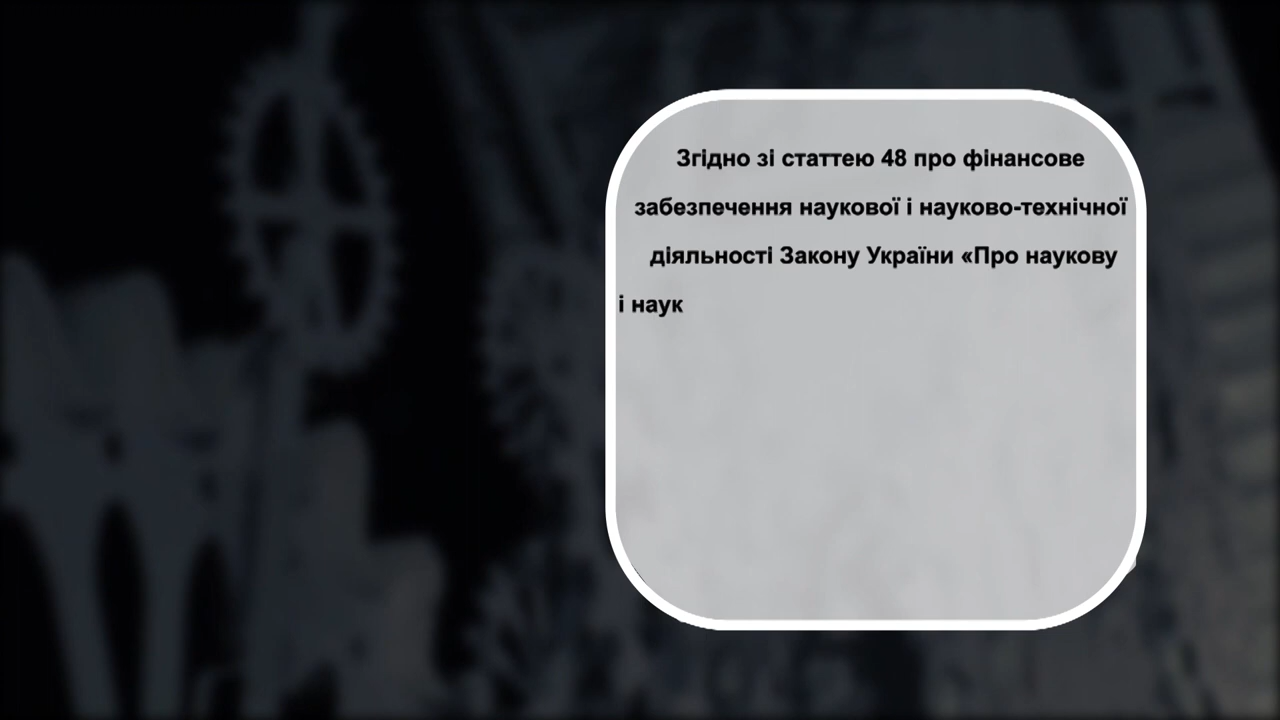 Згідно зі статтею 48 про фінансове
забезпечення наукової і науково-технічної
діяльності Закону України «Про наукову
і наук